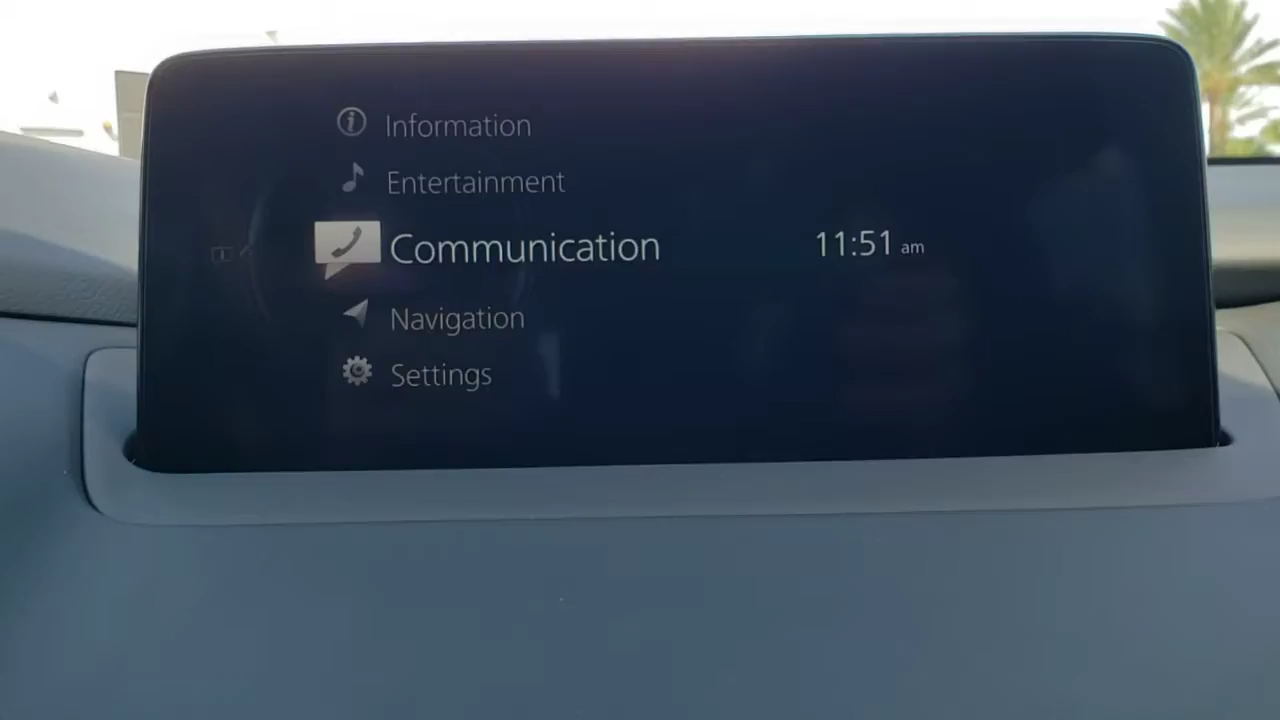 Information
Entertainment
Communication
11:51 am
Navigation
Settings